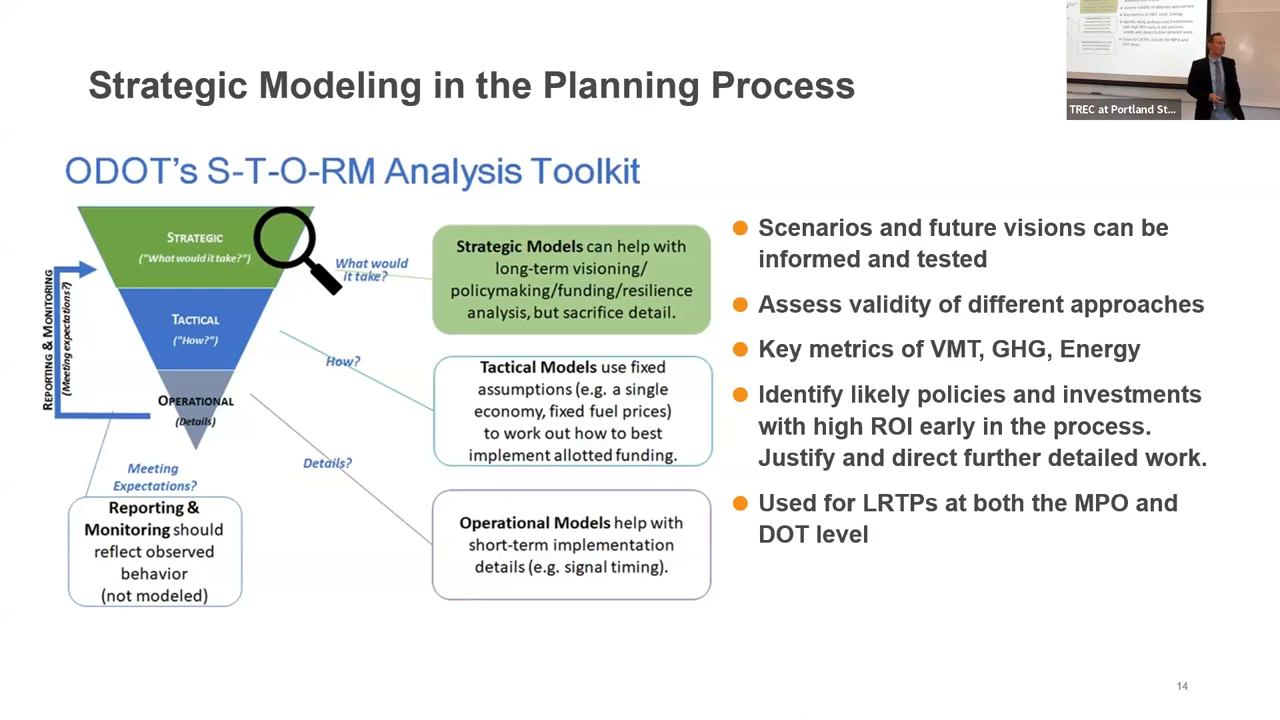 Strategic Modeling in the Planning Process
TREC at Portland St...
ODOT's S-T-O-RM Analysis Toolkit
STRATEGIC
("What would it take?")
TACTICAL
("How?")
OPERATIONAL
(Details)
REPORTING & MONITORING
(Meeting expectations?)
What would
it take?
How?
Details?
Meeting
Expectations?
Strategic Models can help with
long-term visioning/
policymaking/funding/resilience
analysis, but sacrifice detail.
Tactical Models use fixed
assumptions (e.g. a single
economy, fixed fuel prices)
to work out how to best
implement allotted funding.
Operational Models help with
short-term implementation
details (e.g. signal timing).
Reporting &
Monitoring should
reflect observed
behavior
(not modeled)
Scenarios and future visions can be
informed and tested
Assess validity of different approaches
Key metrics of VMT, GHG, Energy
Identify likely policies and investments
with high ROI early in the process.
Justify and direct further detailed work.
Used for LRTPs at both the MPO and
DOT level
14